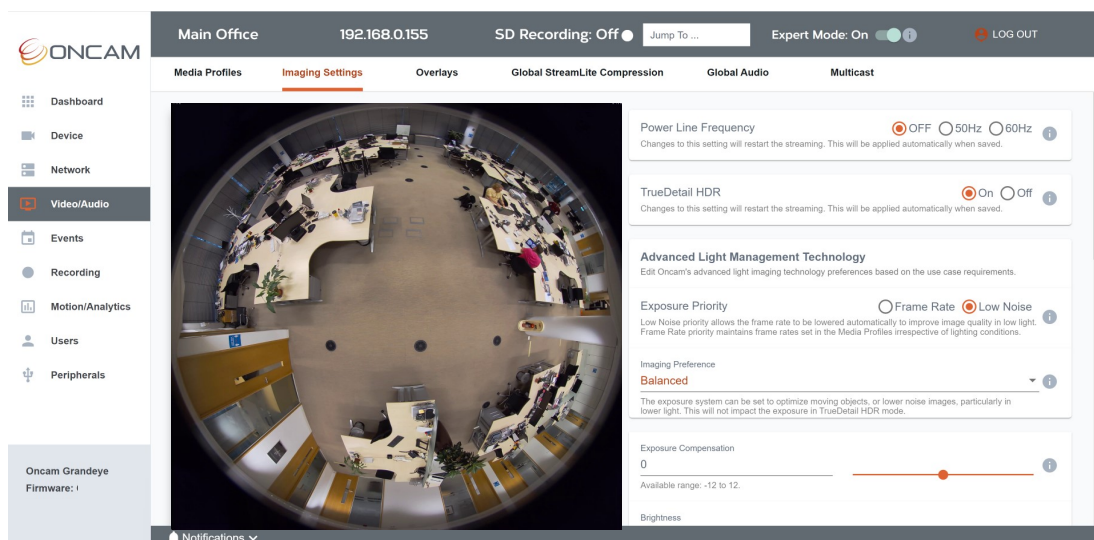 ONCAM
Main Office
192.168.0.155
SD Recording: Off
Jump To ...
Expert Mode: On
i
LOG OUT
Media Profiles
Imaging Settings
Overlays
Global StreamLite Compression
Global Audio
Multicast
Dashboard
Device
Network
Video/Audio
Events
Recording
Motion/Analytics
Users
Peripherals
Oncam Grandeye
Firmware:
Power Line Frequency
OFF 50Hz 60Hz
i
Changes to this setting will restart the streaming. This will be applied automatically when saved.
TrueDetail HDR
On Off
i
Changes to this setting will restart the streaming. This will be applied automatically when saved.
Advanced Light Management Technology
Edit Oncam's advanced light imaging technology preferences based on the use case requirements.
Exposure Priority
Frame Rate Low Noise
i
Low Noise priority allows the frame rate to be lowered automatically to improve image quality in low light.
Frame Rate priority maintains frame rates set in the Media Profiles irrespective of lighting conditions.
Imaging Preference
Balanced
i
The exposure system can be set to optimize moving objects, or lower noise images, particularly in
lower light. This will not impact the exposure in TrueDetail HDR mode.
Exposure Compensation
0
i
Available range: -12 to 12.
Brightness
Notifications